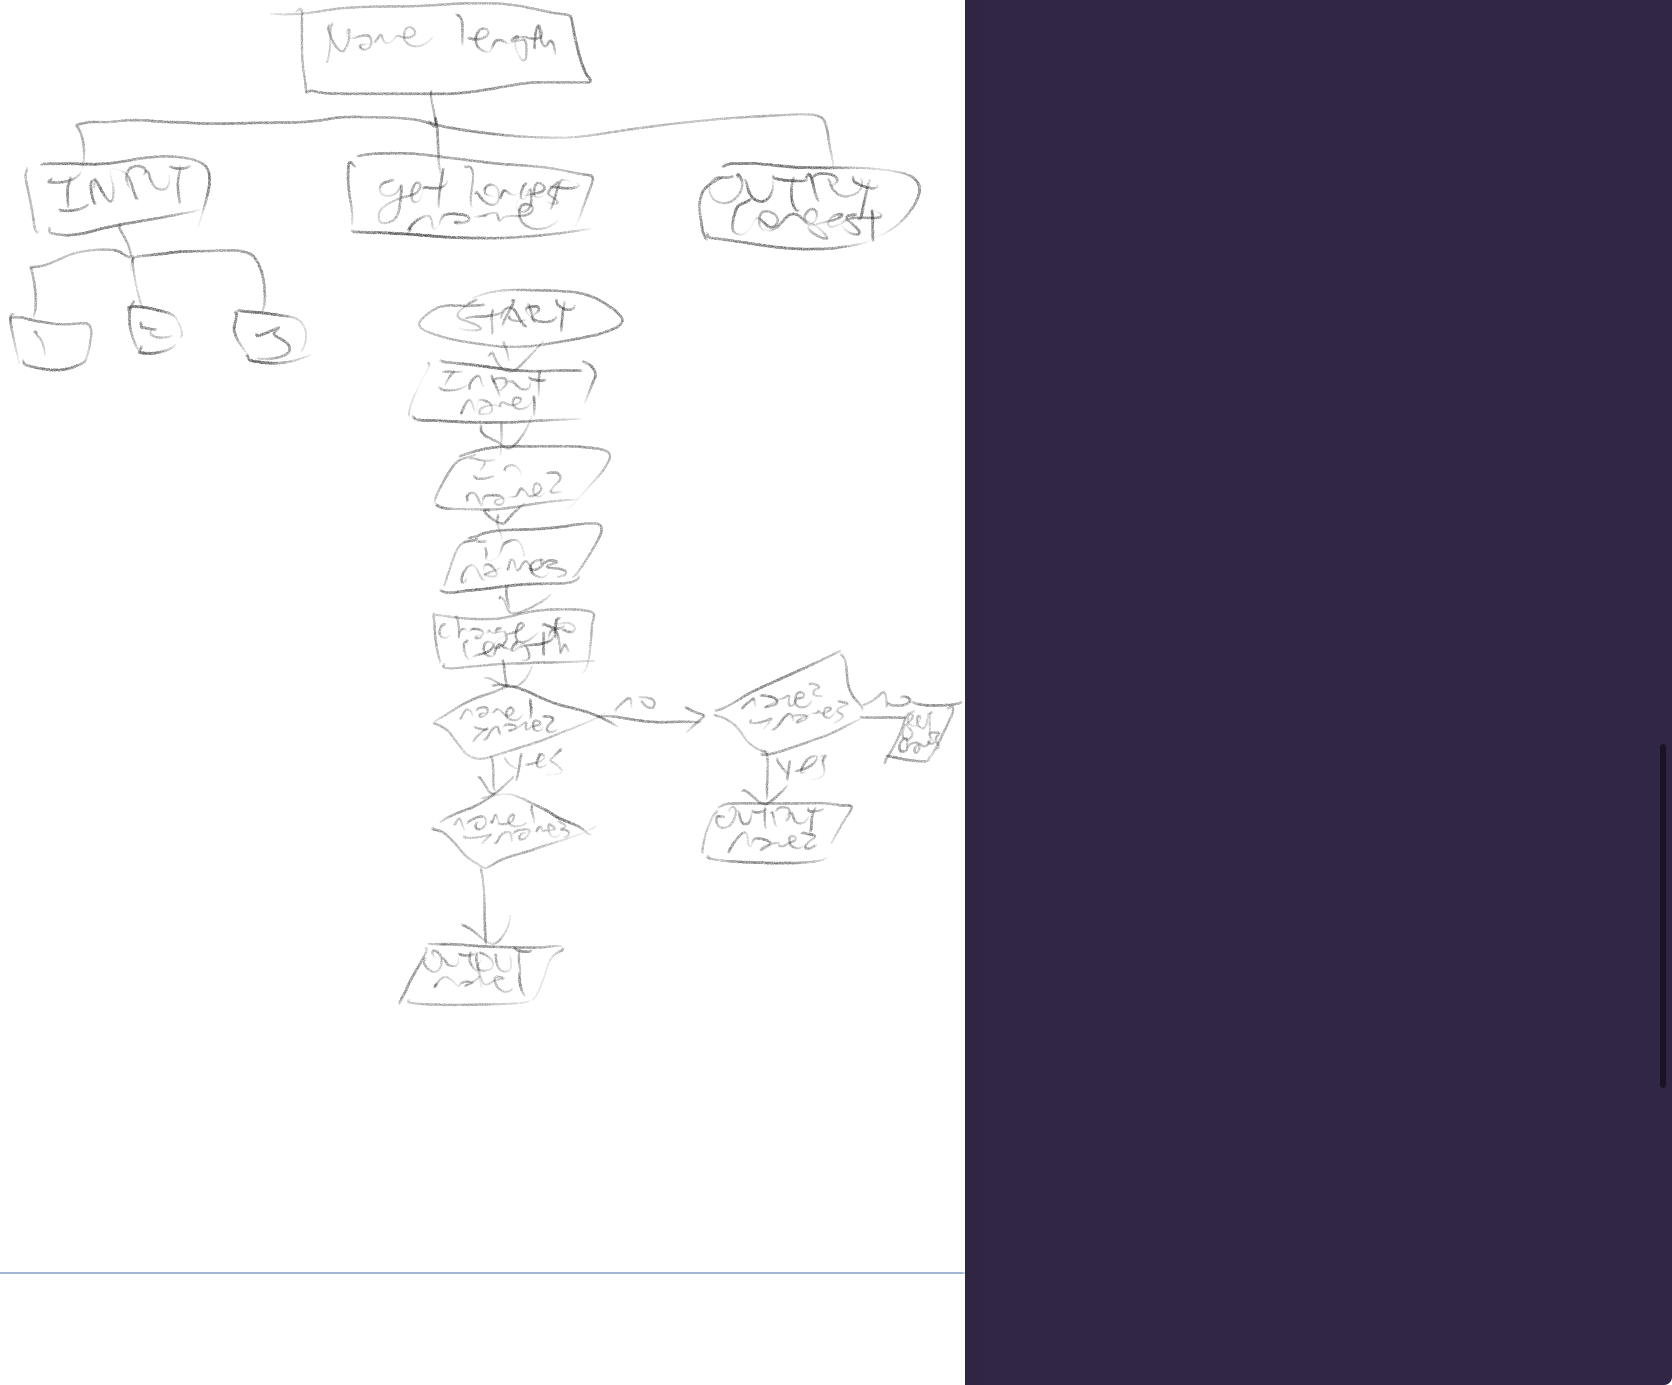 Name length
INPUT
get longest
name
OUTPUT
longest
1
2
3
START
INPUT
name1
In
name2
In
name3
change to
length
name1
>name2
no
name2
>name3
no
yes
yes
name1
>name3
OUTPUT
name2
OUTPUT
name1